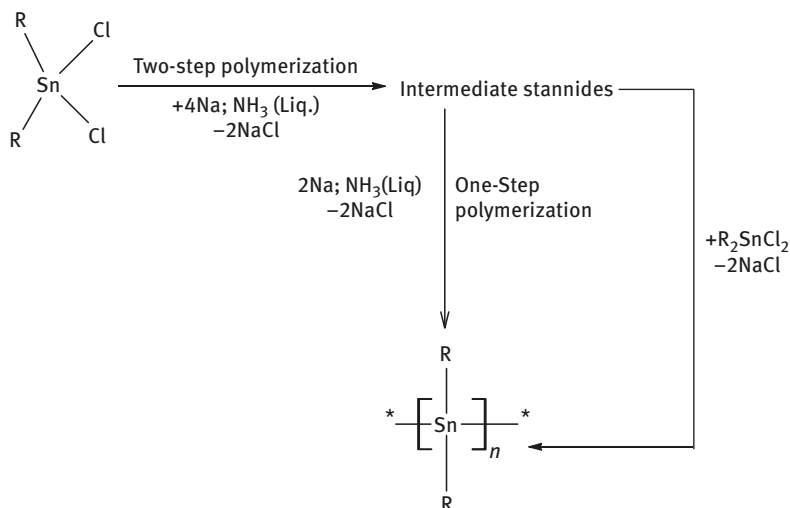 R
Cl
Sn
R
Cl
Two-step polymerization
+4Na; NH₃ (Liq.)
–2NaCl
Intermediate stannides
2Na; NH₃(Liq)
–2NaCl
One-Step
polymerization
+R₂SnCl₂
–2NaCl
R
* [ Sn ]n *
R